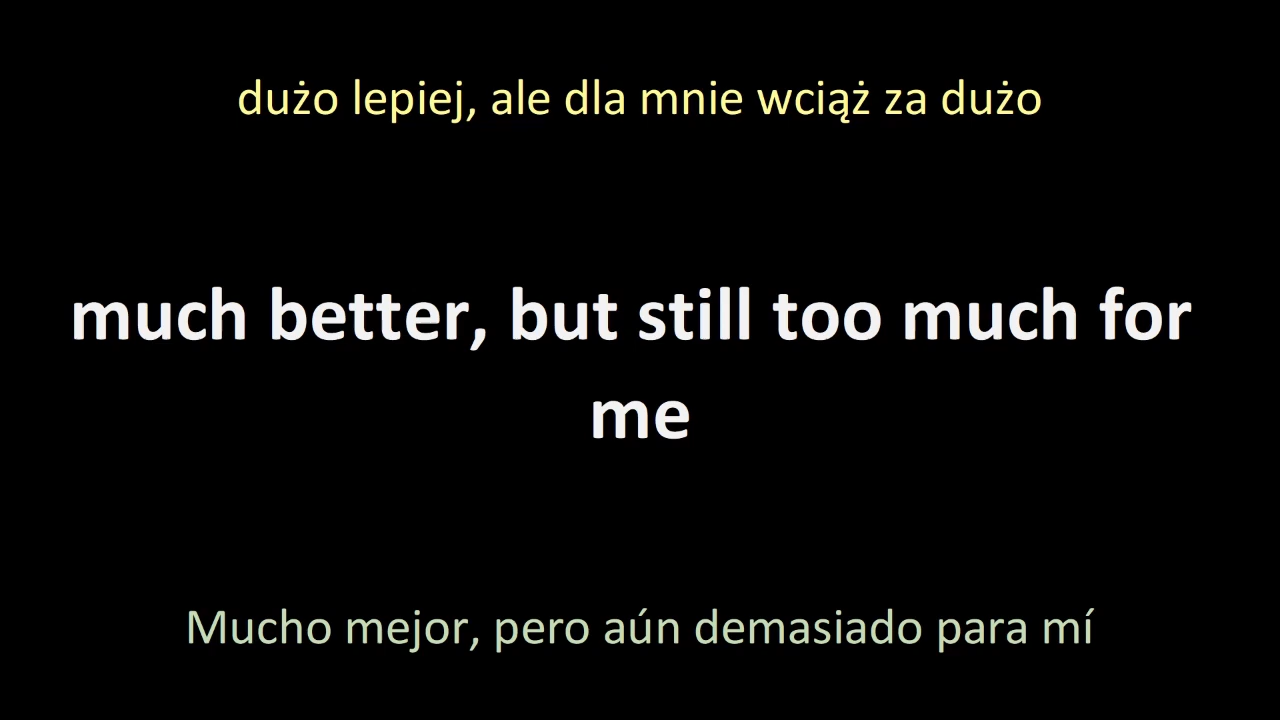 dużo lepiej, ale dla mnie wciąż za dużo
much better, but still too much for
me
Mucho mejor, pero aún demasiado para mí